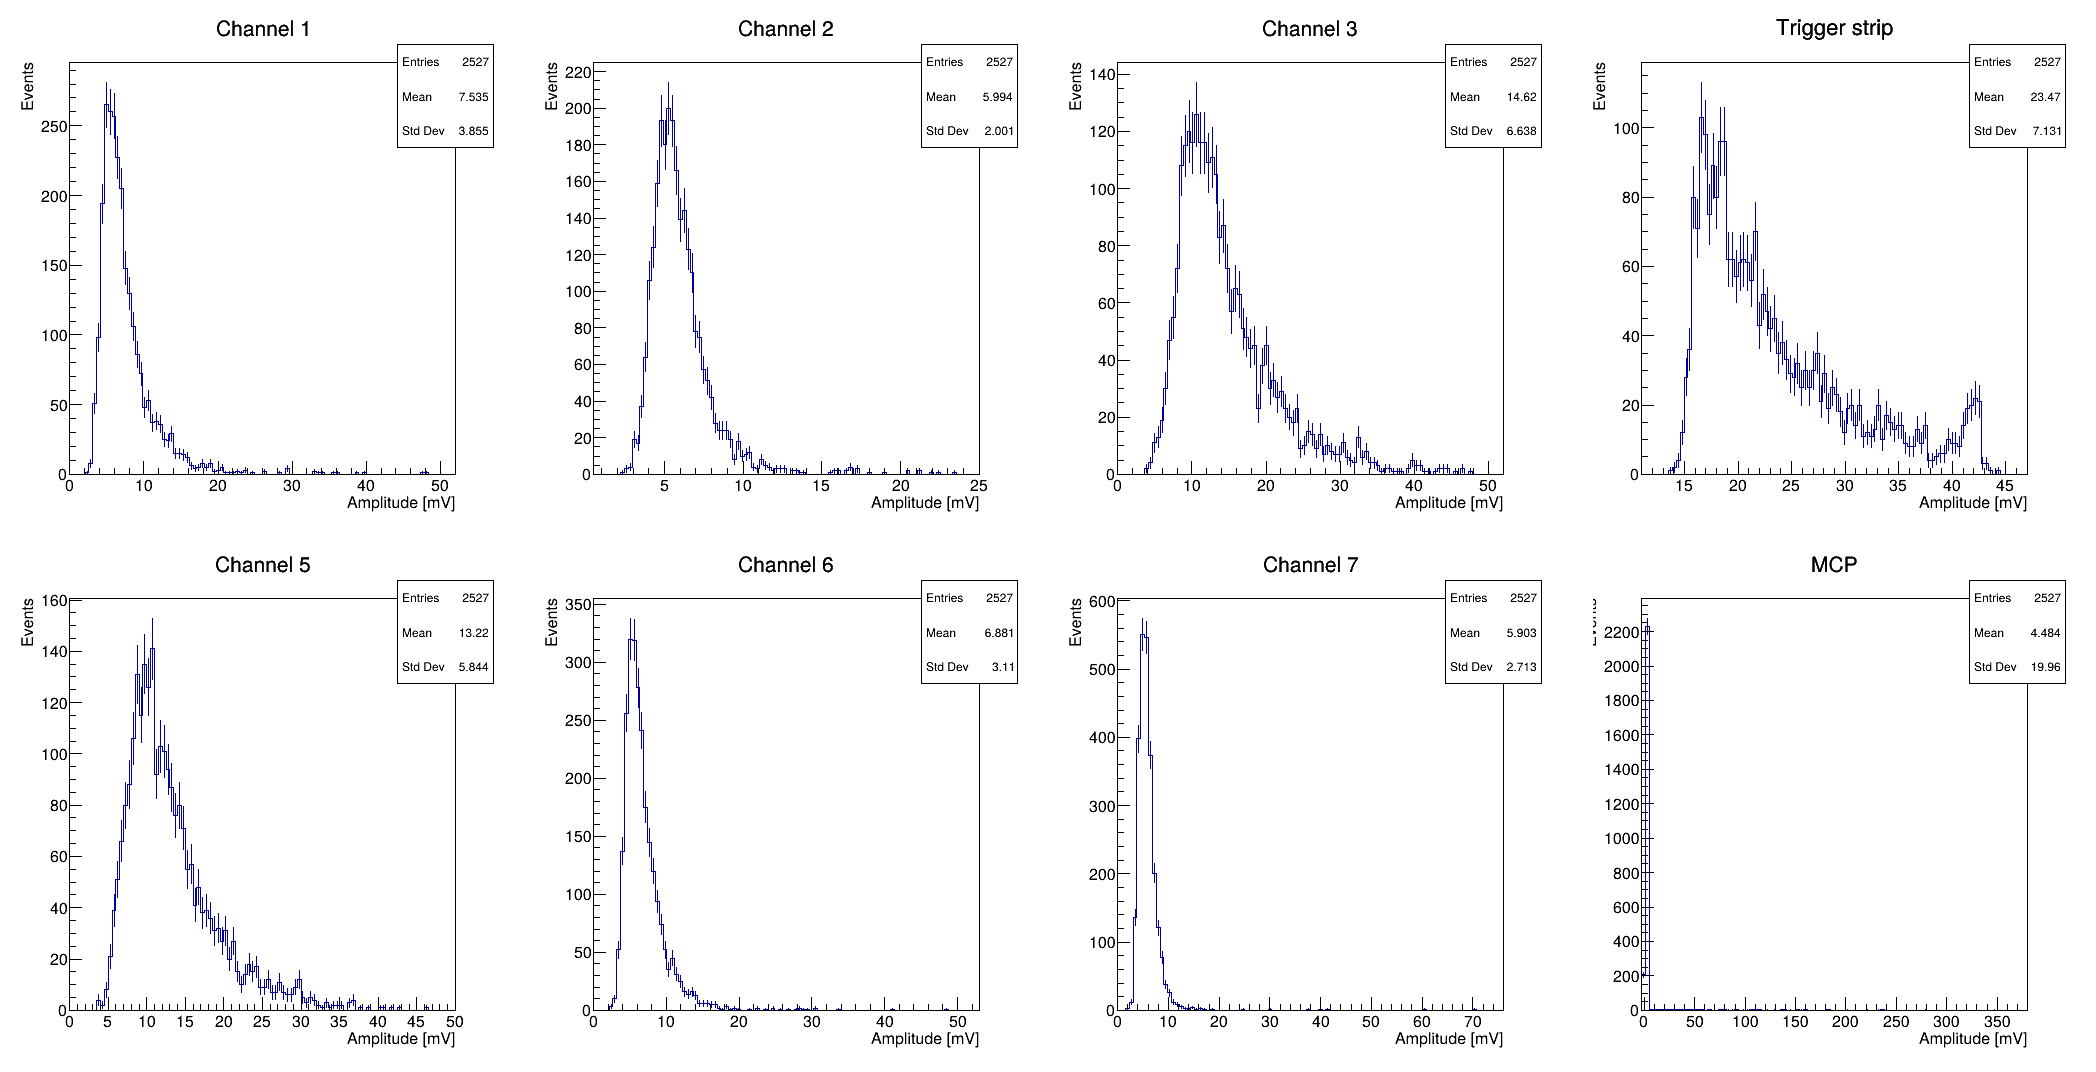 Channel 1
Entries 2527
Mean 7.535
Std Dev 3.855
Events
250
200
150
100
50
0
0 10 20 30 40 50
Amplitude [mV]
Channel 2
Entries 2527
Mean 5.994
Std Dev 2.001
Events
220
200
180
160
140
120
100
80
60
40
20
0
5 10 15 20 25
Amplitude [mV]
Channel 3
Entries 2527
Mean 14.62
Std Dev 6.638
Events
140
120
100
80
60
40
20
0
0 10 20 30 40 50
Amplitude [mV]
Trigger strip
Entries 2527
Mean 23.47
Std Dev 7.131
Events
100
80
60
40
20
0
15 20 25 30 35 40 45
Amplitude [mV]
Channel 5
Entries 2527
Mean 13.22
Std Dev 5.844
Events
160
140
120
100
80
60
40
20
0
0 5 10 15 20 25 30 35 40 45 50
Amplitude [mV]
Channel 6
Entries 2527
Mean 6.881
Std Dev 3.11
Events
350
300
250
200
150
100
50
0
0 10 20 30 40 50
Amplitude [mV]
Channel 7
Entries 2527
Mean 5.903
Std Dev 2.713
Events
600
500
400
300
200
100
0
0 10 20 30 40 50 60 70
Amplitude [mV]
MCP
Entries 2527
Mean 4.484
Std Dev 19.96
Events
2200
2000
1800
1600
1400
1200
1000
800
600
400
200
0
0 50 100 150 200 250 300 350
Amplitude [mV]